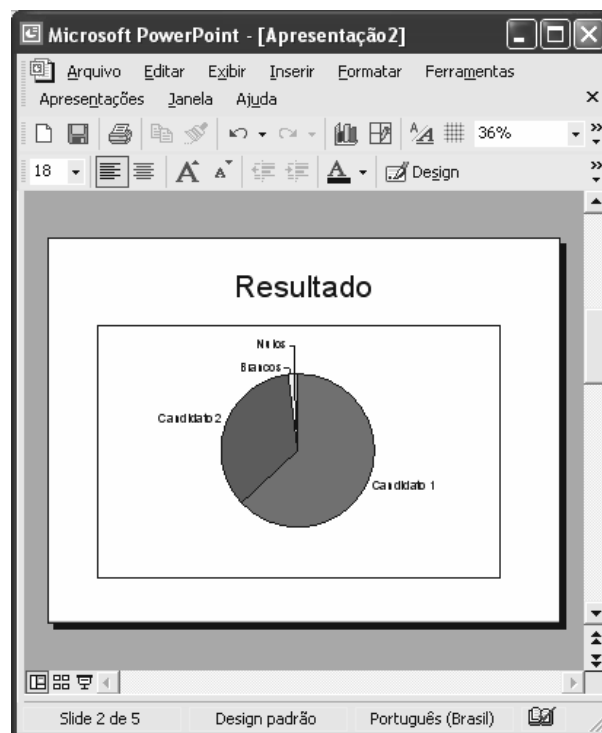 Microsoft PowerPoint - [Apresentação2]
Arquivo Editar Exibir Inserir Formatar Ferramentas
Apresentações Janela Ajuda
36%
18 A A A Design
Resultado
Nulos
Brancos
Candidato 2
Candidato 1
Slide 2 de 5 Design padrão Português (Brasil)